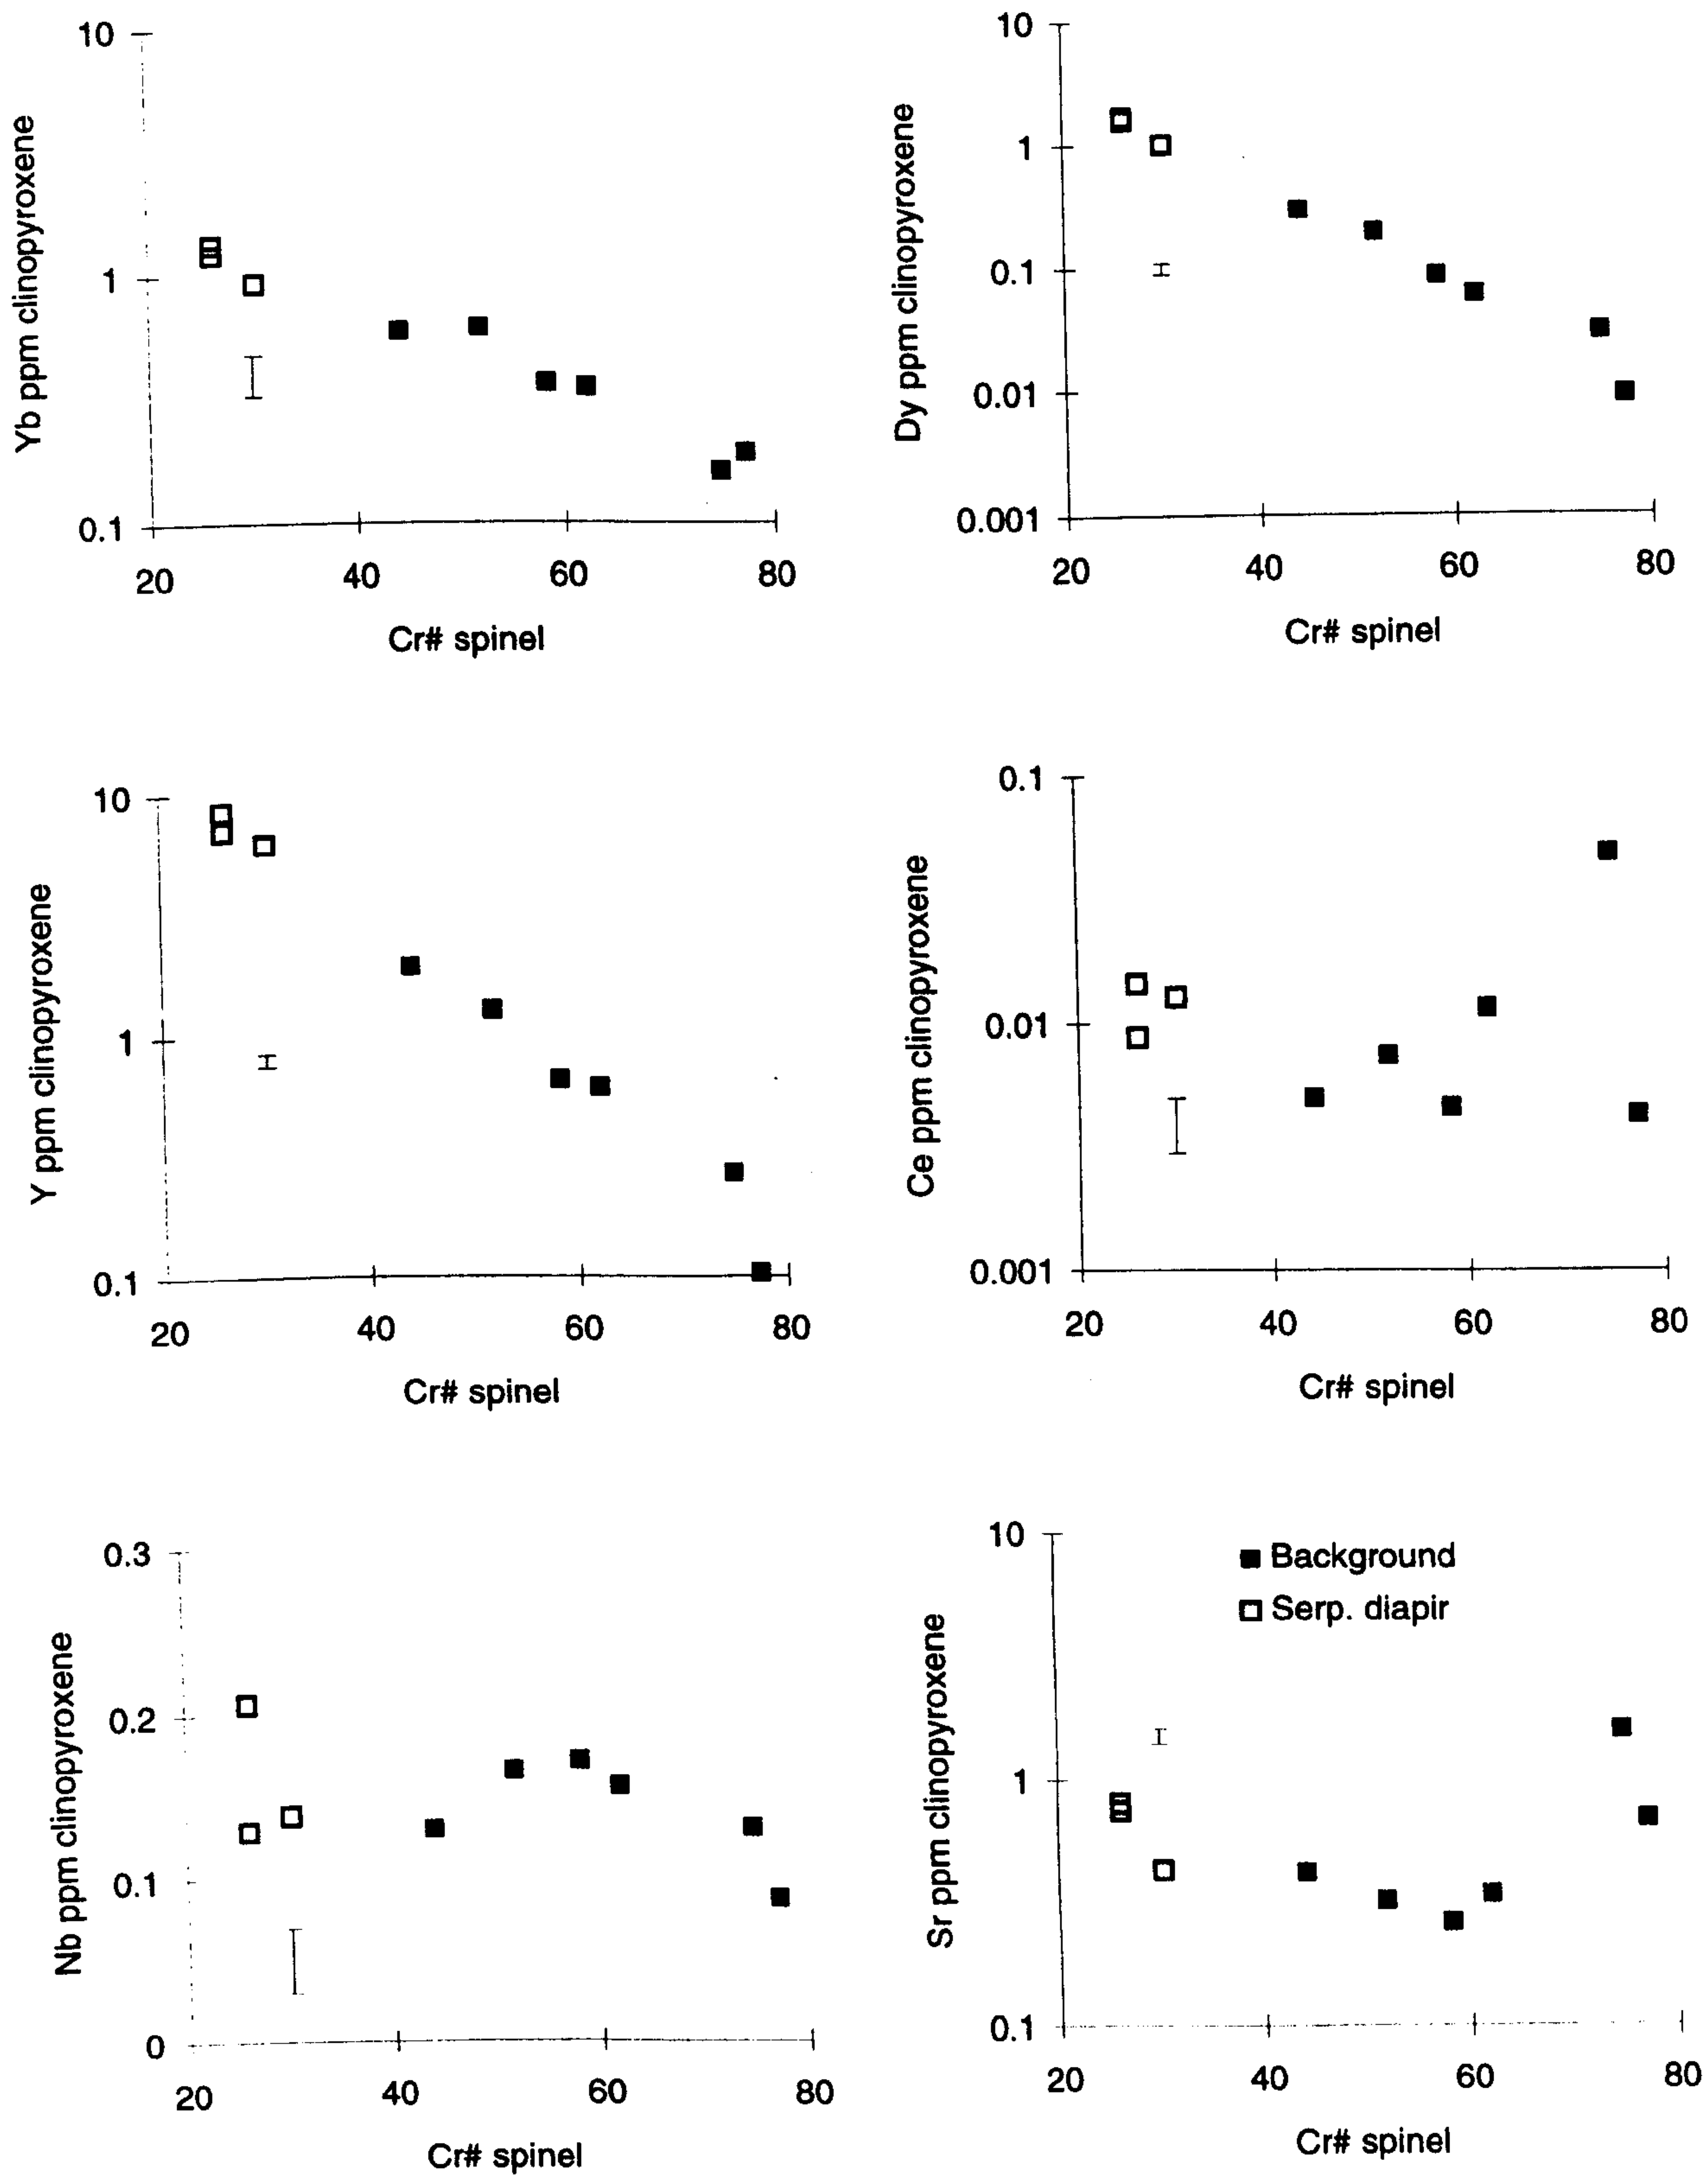 10
1
0.1
20 40 60 80
Yb ppm clinopyroxene
Cr# spinel
10
1
0.1
0.01
0.001
20 40 60 80
Dy ppm clinopyroxene
Cr# spinel
10
1
0.1
20 40 60 80
Y ppm clinopyroxene
Cr# spinel
0.1
0.01
0.001
20 40 60 80
Ce ppm clinopyroxene
Cr# spinel
0.3
0.2
0.1
0
20 40 60 80
Nb ppm clinopyroxene
Cr# spinel
10
1
0.1
20 40 60 80
Sr ppm clinopyroxene
Cr# spinel
Background
Serp. diapir